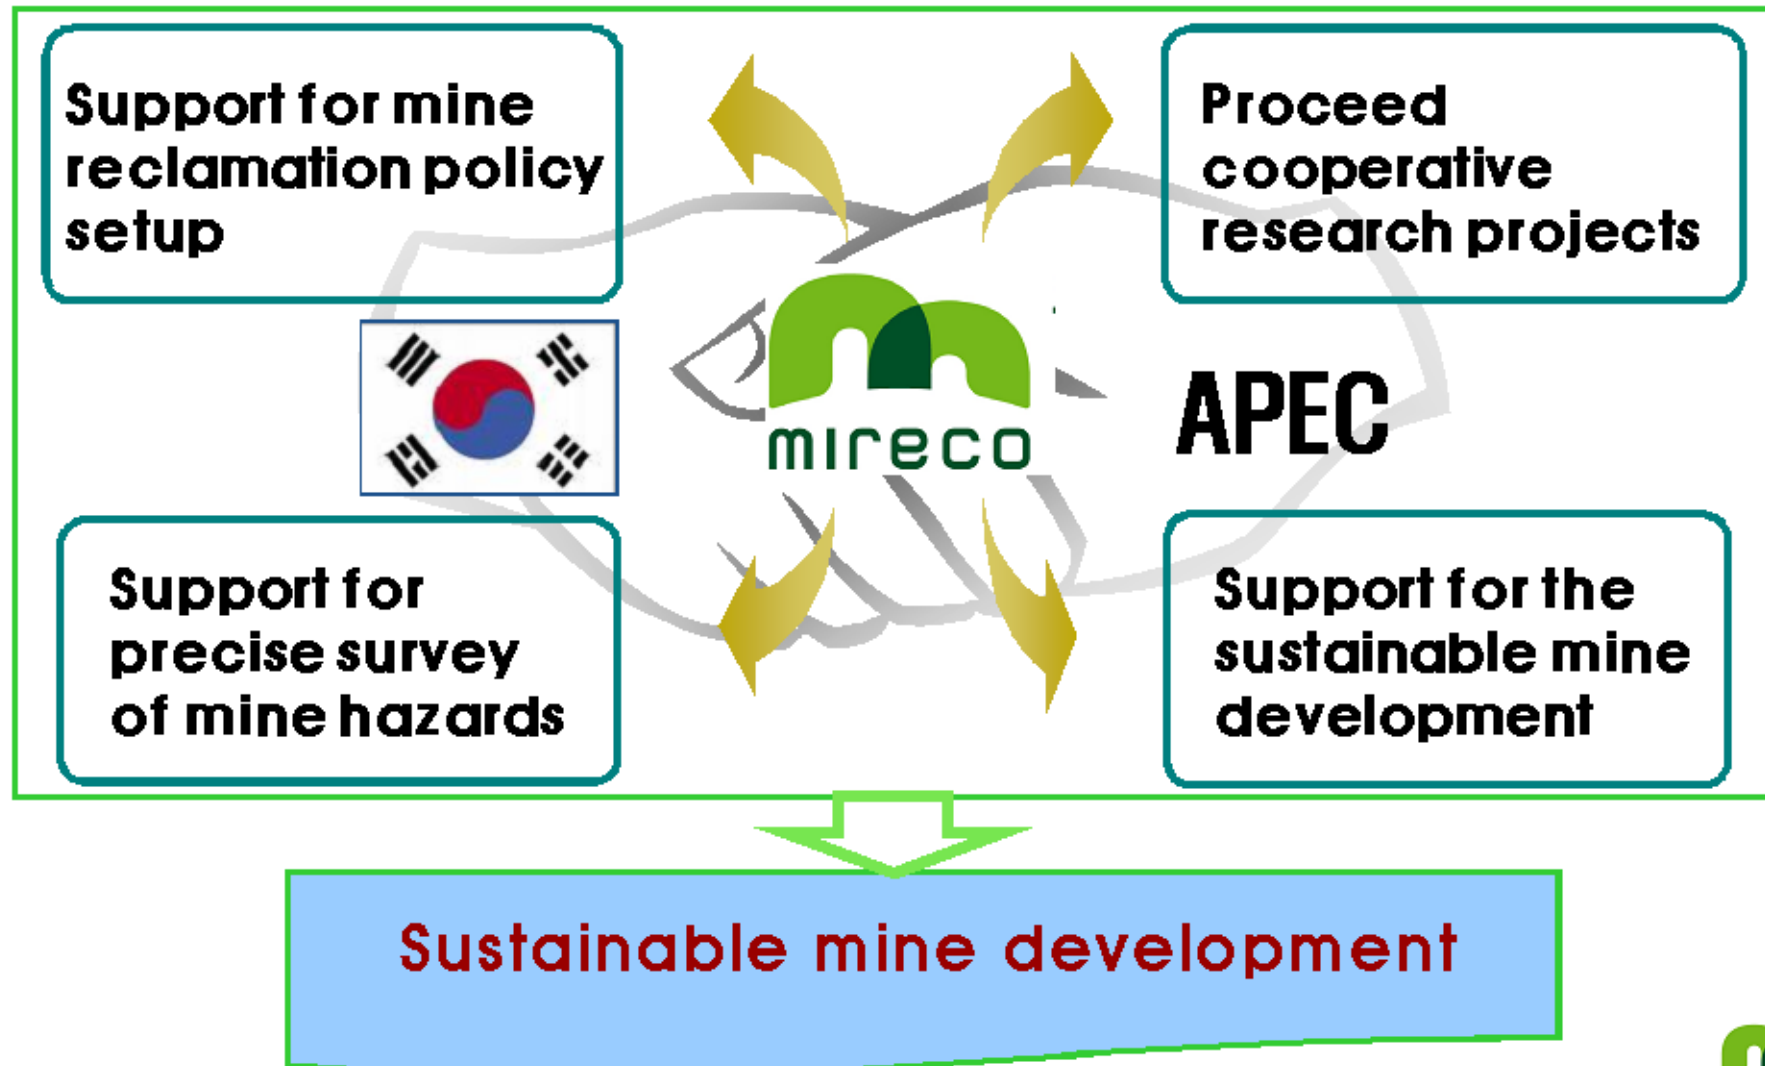 Support for mine
reclamation policy
setup
Proceed
cooperative
research projects
mireco
APEC
Support for
precise survey
of mine hazards
Support for the
sustainable mine
development
Sustainable mine development